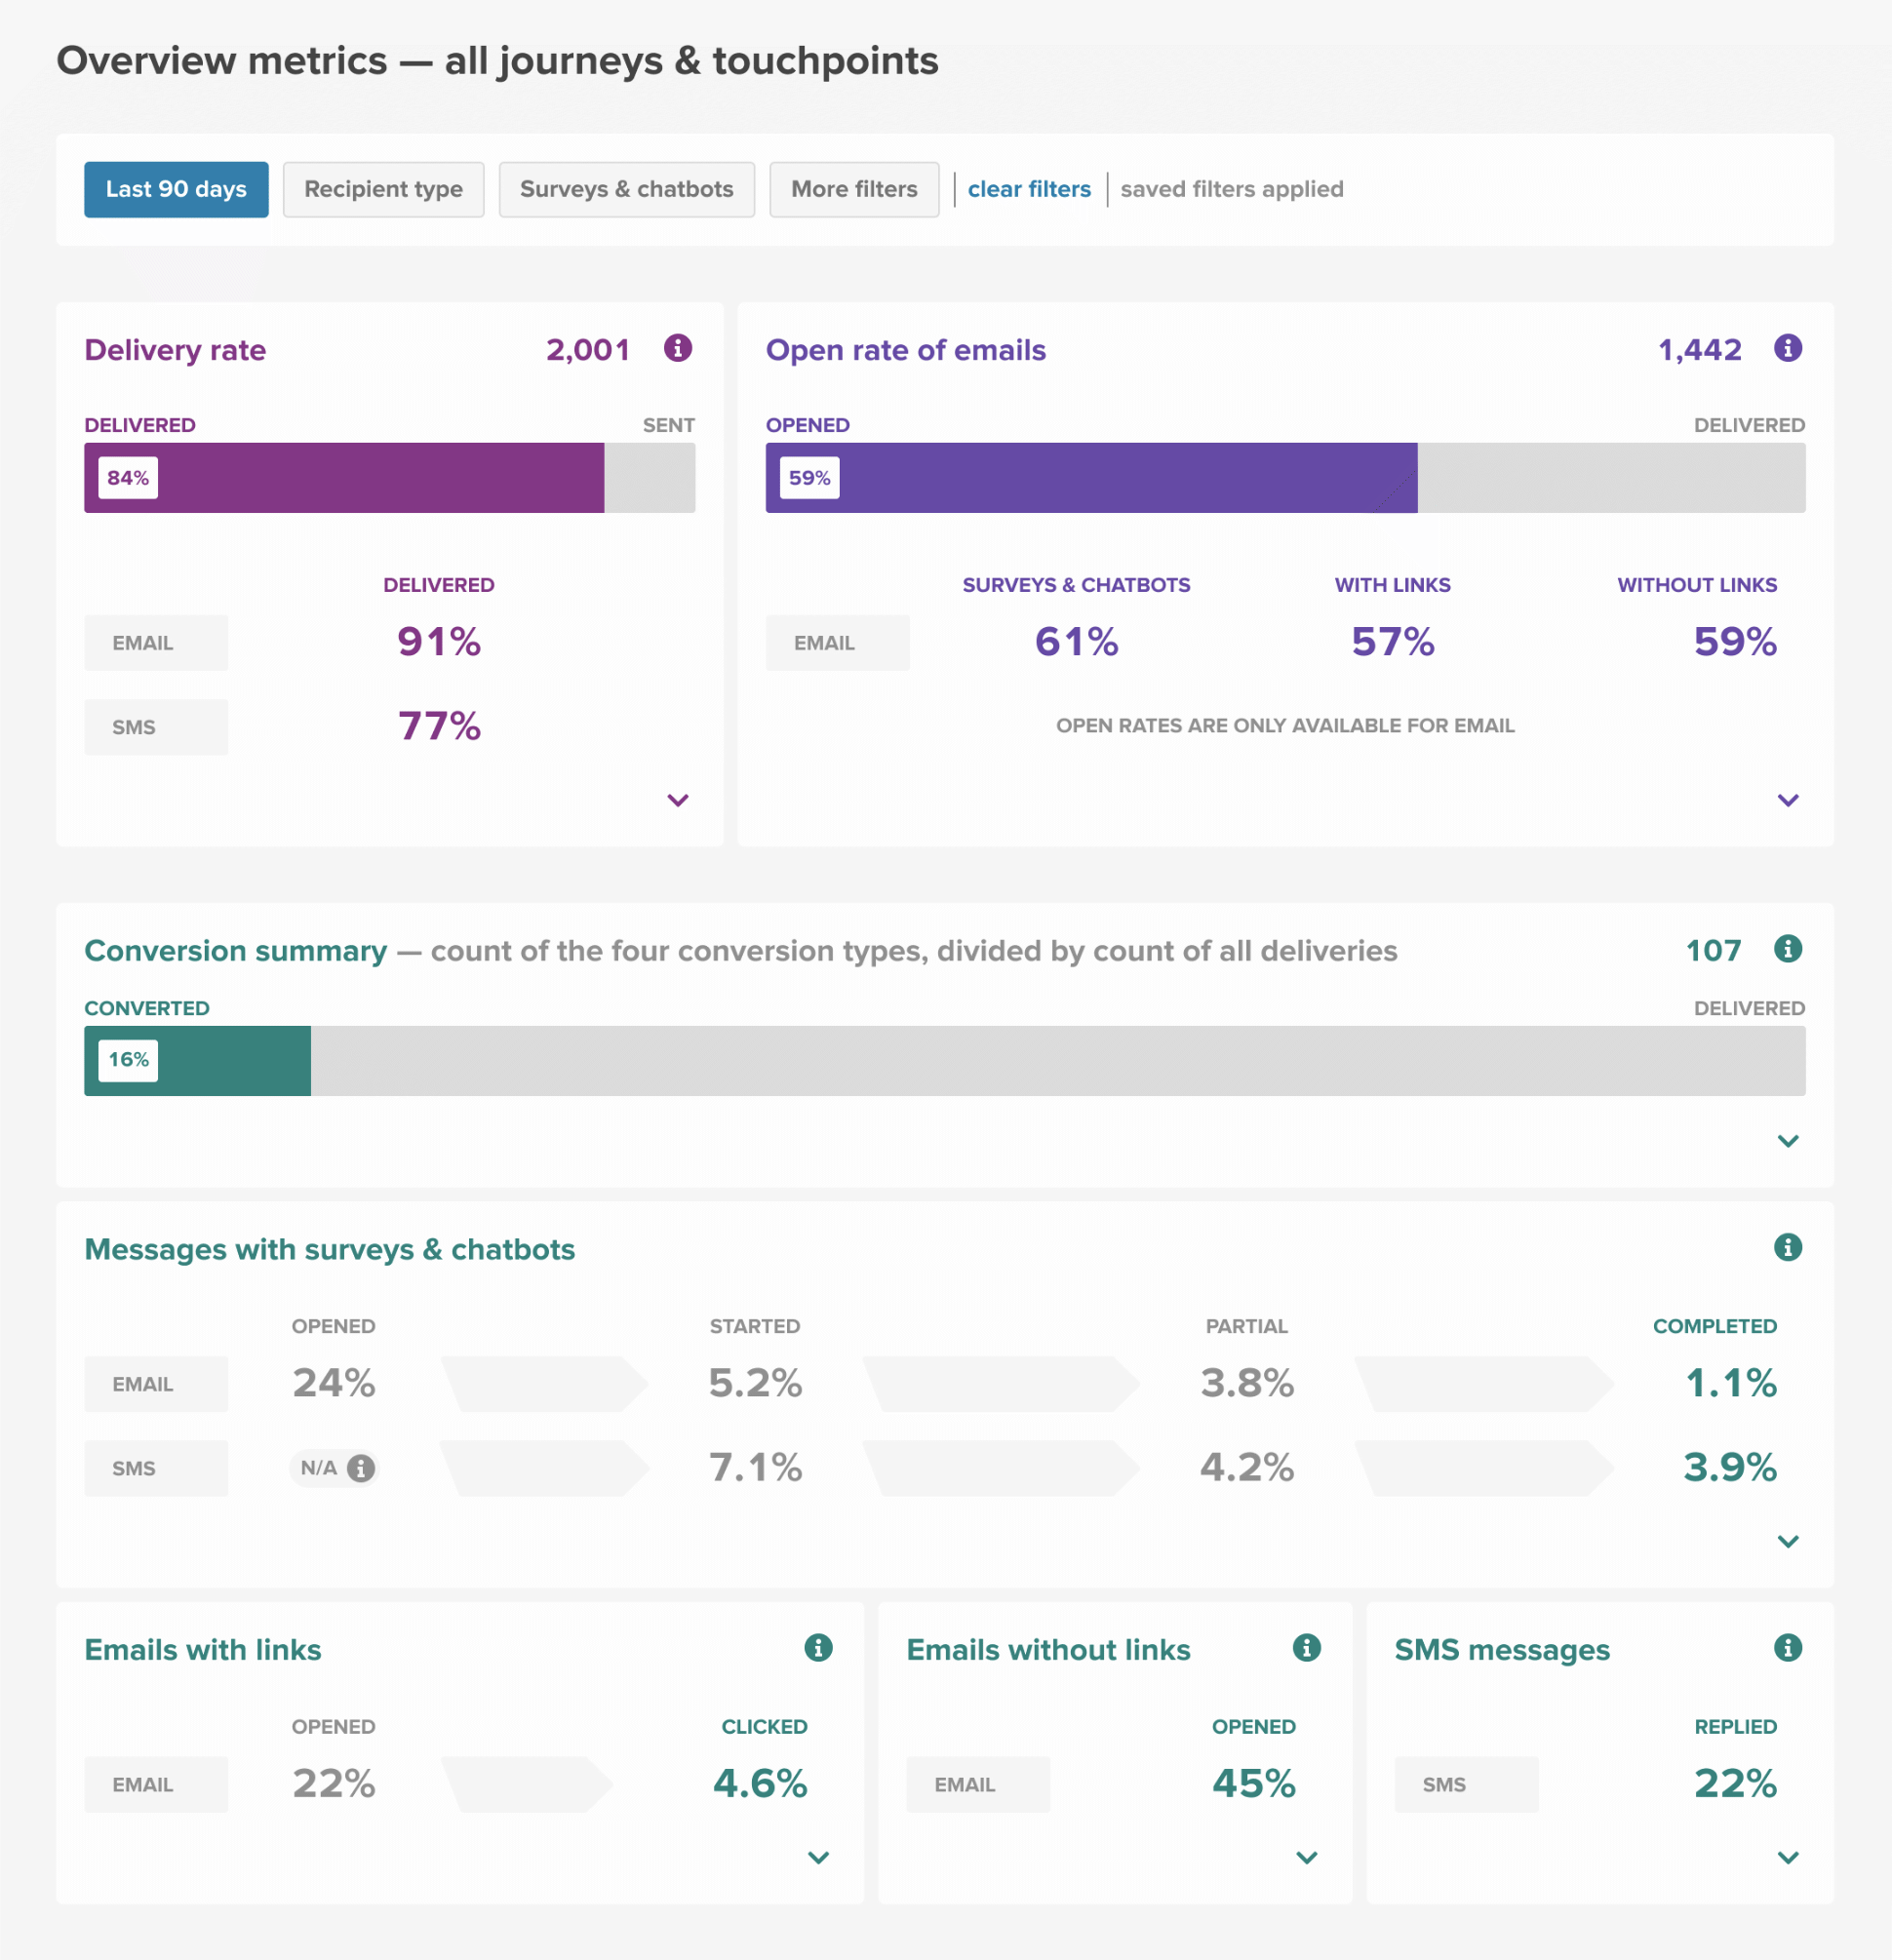 Overview metrics — all journeys & touchpoints
Last 90 days Recipient type Surveys & chatbots More filters clear filters saved filters applied
Delivery rate 2,001
DELIVERED SENT
84%
DELIVERED
EMAIL 91%
SMS 77%
Open rate of emails 1,442
OPENED DELIVERED
59%
SURVEYS & CHATBOTS WITH LINKS WITHOUT LINKS
EMAIL 61% 57% 59%
OPEN RATES ARE ONLY AVAILABLE FOR EMAIL
Conversion summary — count of the four conversion types, divided by count of all deliveries 107
CONVERTED DELIVERED
16%
Messages with surveys & chatbots
OPENED STARTED PARTIAL COMPLETED
EMAIL 24% 5.2% 3.8% 1.1%
SMS N/A 7.1% 4.2% 3.9%
Emails with links
OPENED CLICKED
EMAIL 22% 4.6%
Emails without links
OPENED
EMAIL 45%
SMS messages
REPLIED
SMS 22%